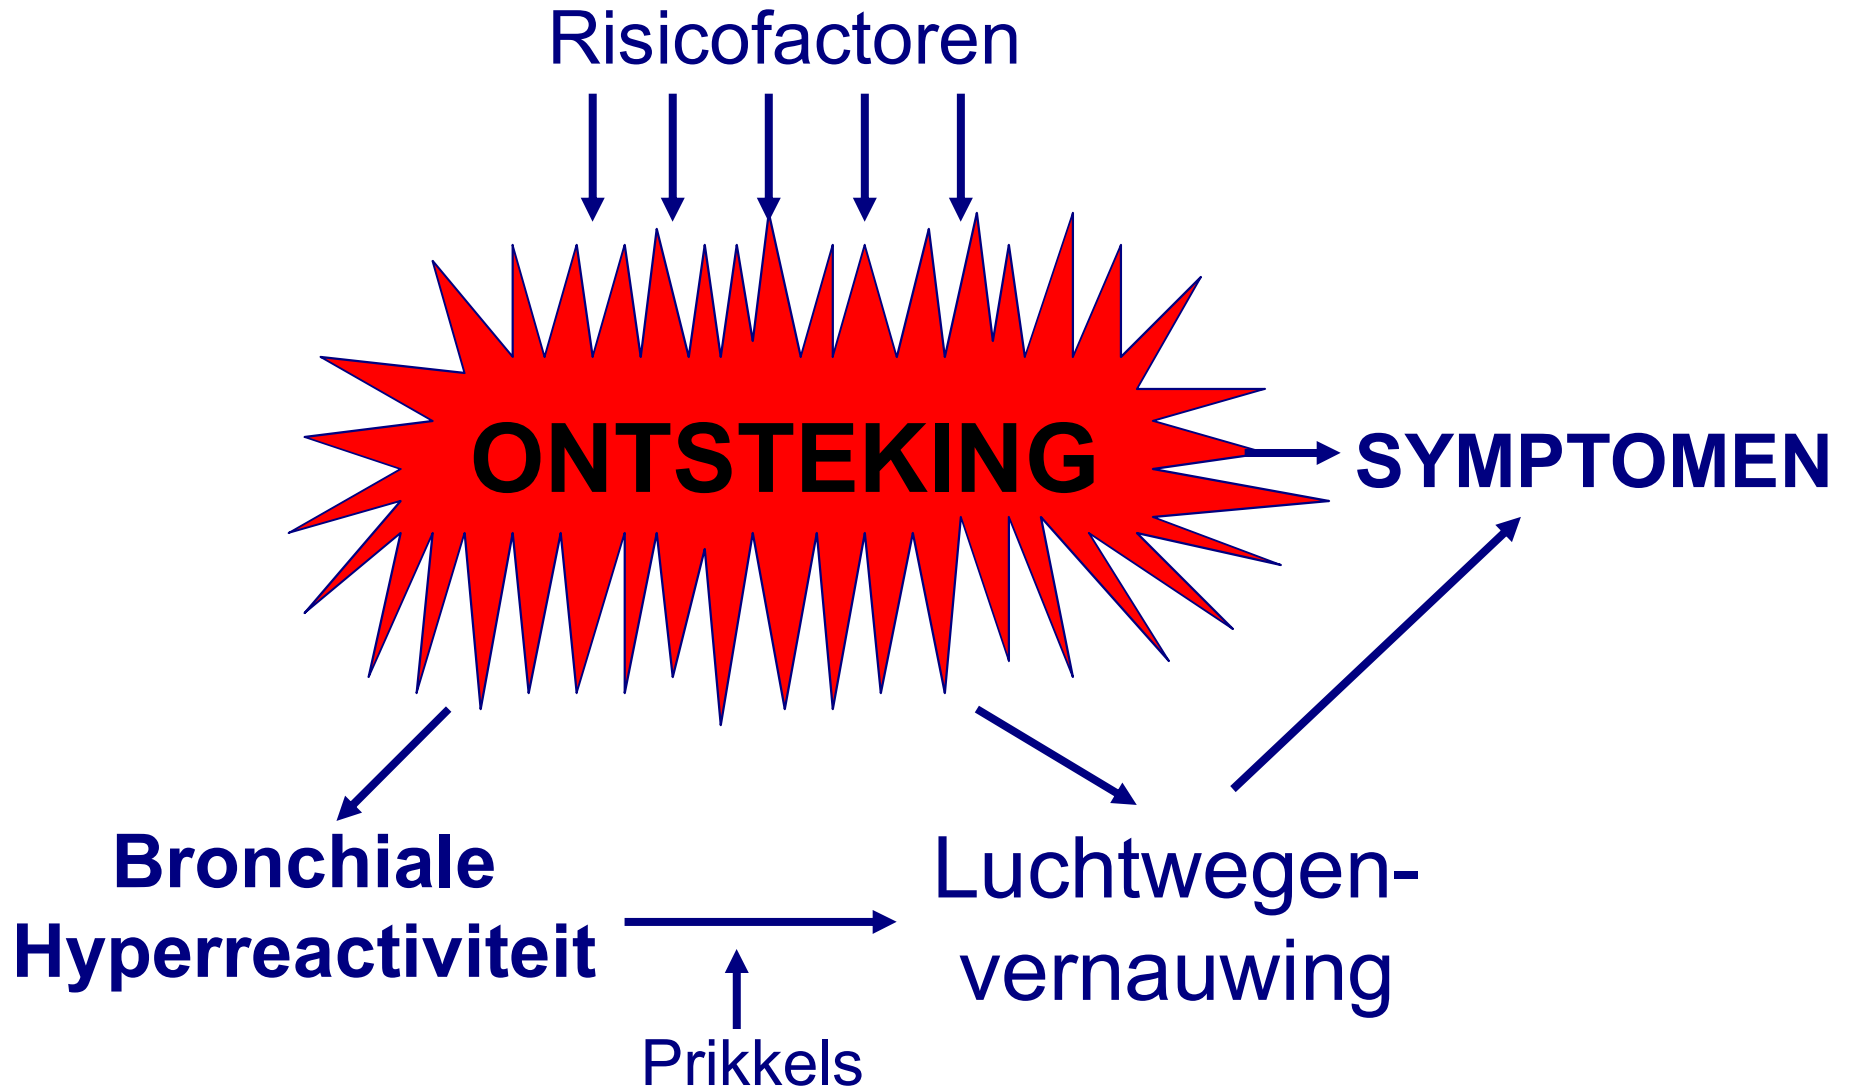 Risicofactoren
ONTSTEKING
SYMPTOMEN
Bronchiale
Hyperreactiviteit
Luchtwegen-
vernauwing
Prikkels